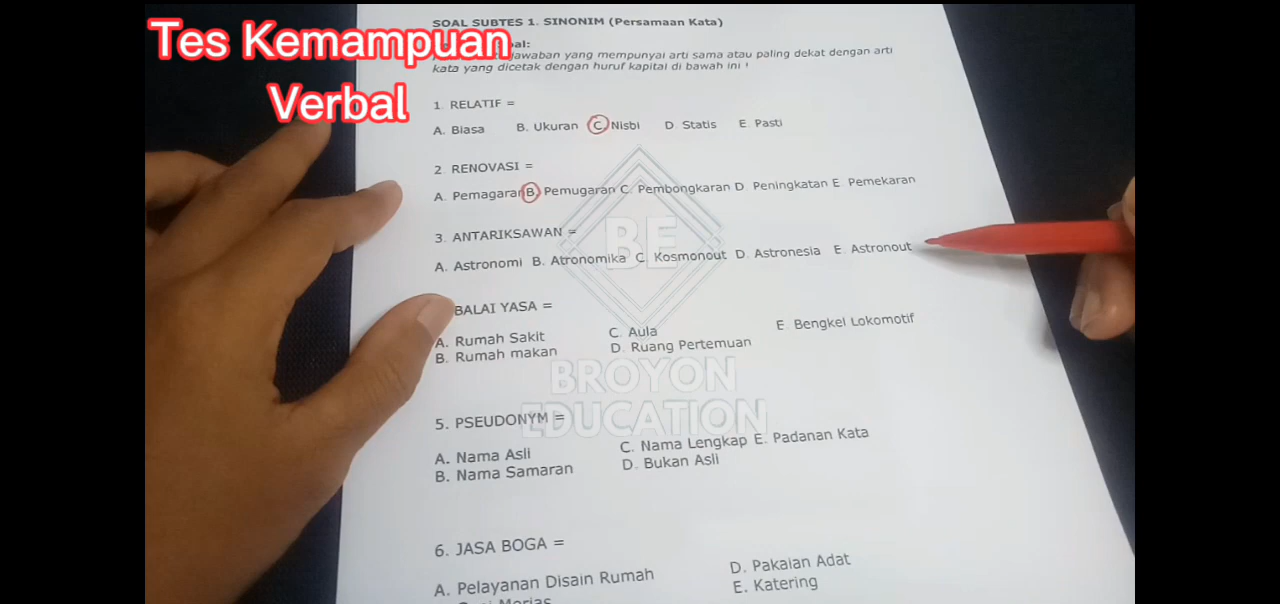 Tes Kemampuan
Verbal
SOAL SUBTES 1. SINONIM (Persamaan Kata)
jawaban yang mempunyai arti sama atau paling dekat dengan arti
kata yang dicetak dengan huruf kapital di bawah ini !
1. RELATIF =
A. Biasa B. Ukuran C. Nisbi D. Statis E. Pasti
2. RENOVASI =
A. Pemagaran B. Pemugaran C. Pembongkaran D. Peningkatan E. Pemekaran
3. ANTARIKSAWAN =
A. Astronomi B. Atronomika C. Kosmonout D. Astronesia E. Astronout
BALAI YASA =
A. Rumah Sakit C. Aula E. Bengkel Lokomotif
B. Rumah makan D. Ruang Pertemuan
5. PSEUDONYM =
A. Nama Asli C. Nama Lengkap E. Padanan Kata
B. Nama Samaran D. Bukan Asli
6. JASA BOGA =
A. Pelayanan Disain Rumah D. Pakaian Adat
E. Katering
BE
BROYON
EDUCATION